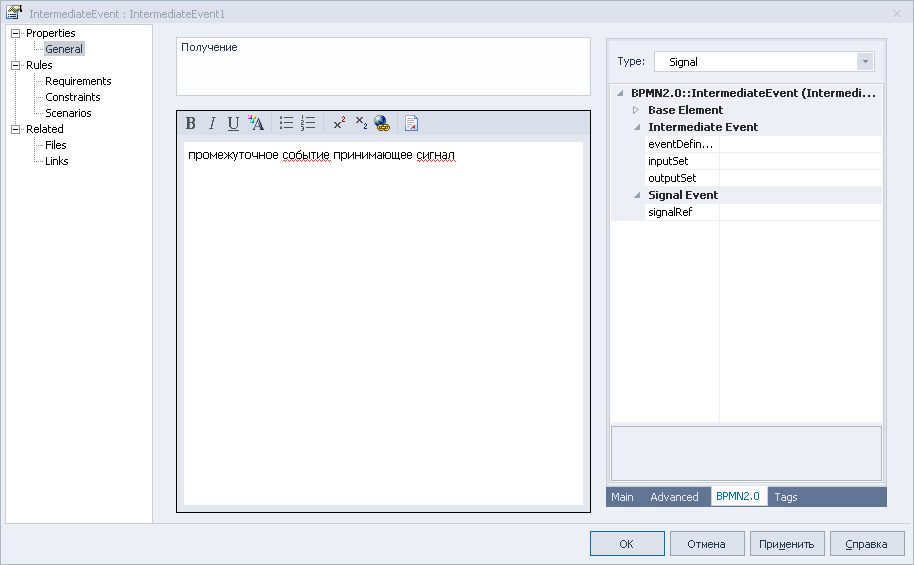 IntermediateEvent : IntermediateEvent1
Properties
General
Rules
Requirements
Constraints
Scenarios
Related
Files
Links
Получение
B I U A x² x₂
промежуточное событие принимающее сигнал
Type: Signal
BPMN2.0::IntermediateEvent (Intermedi...
Base Element
Intermediate Event
eventDefin...
inputSet
outputSet
Signal Event
signalRef
Main Advanced BPMN2.0 Tags
OK Отмена Применить Справка